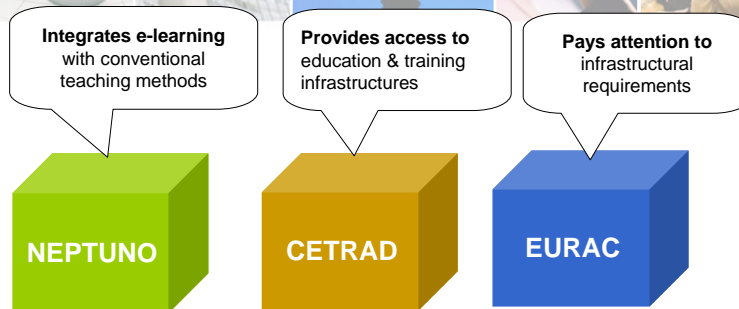 Integrates e-learning
with conventional
teaching methods
Provides access to
education & training
infrastructures
Pays attention to
infrastructural
requirements
NEPTUNO
CETRAD
EURAC